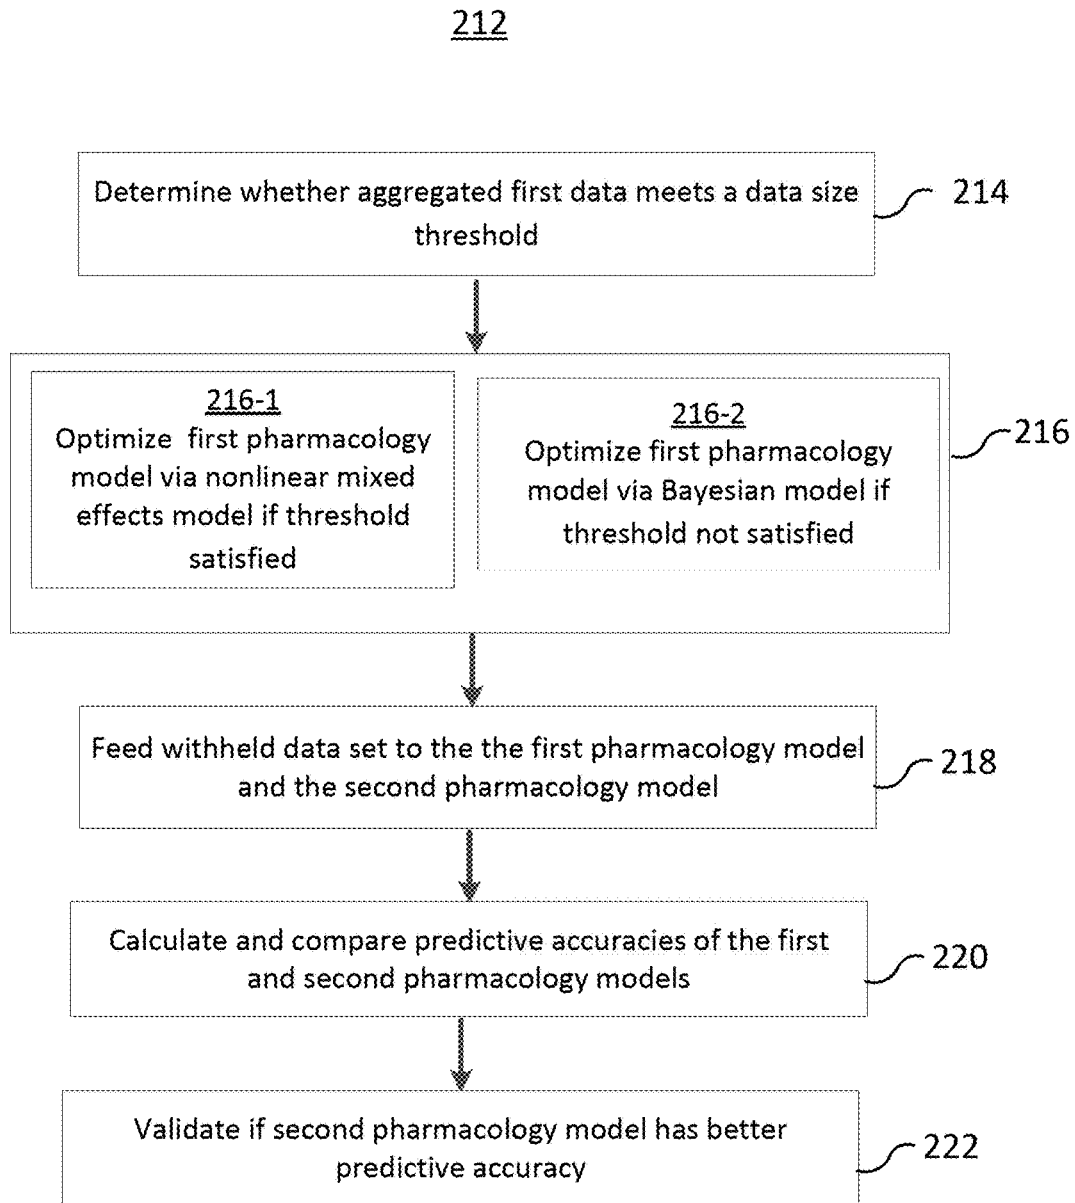 212
Determine whether aggregated first data meets a data size
threshold
214
216-1
Optimize first pharmacology
model via nonlinear mixed
effects model if threshold
satisfied
216-2
Optimize first pharmacology
model via Bayesian model if
threshold not satisfied
216
Feed withheld data set to the the first pharmacology model
and the second pharmacology model
218
Calculate and compare predictive accuracies of the first
and second pharmacology models
220
Validate if second pharmacology model has better
predictive accuracy
222